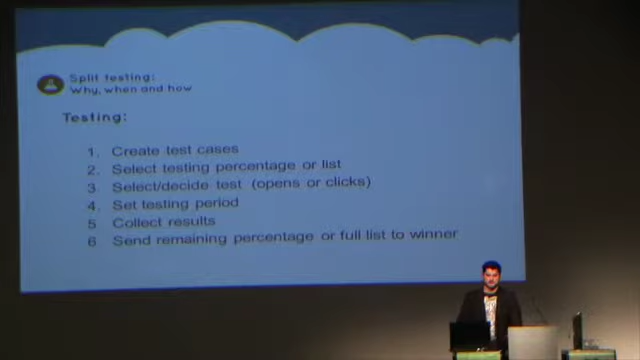 Split testing:
Why, when and how
Testing:
1. Create test cases
2. Select testing percentage or list
3. Select/decide test (opens or clicks)
4. Set testing period
5 Collect results
6 Send remaining percentage or full list to winner